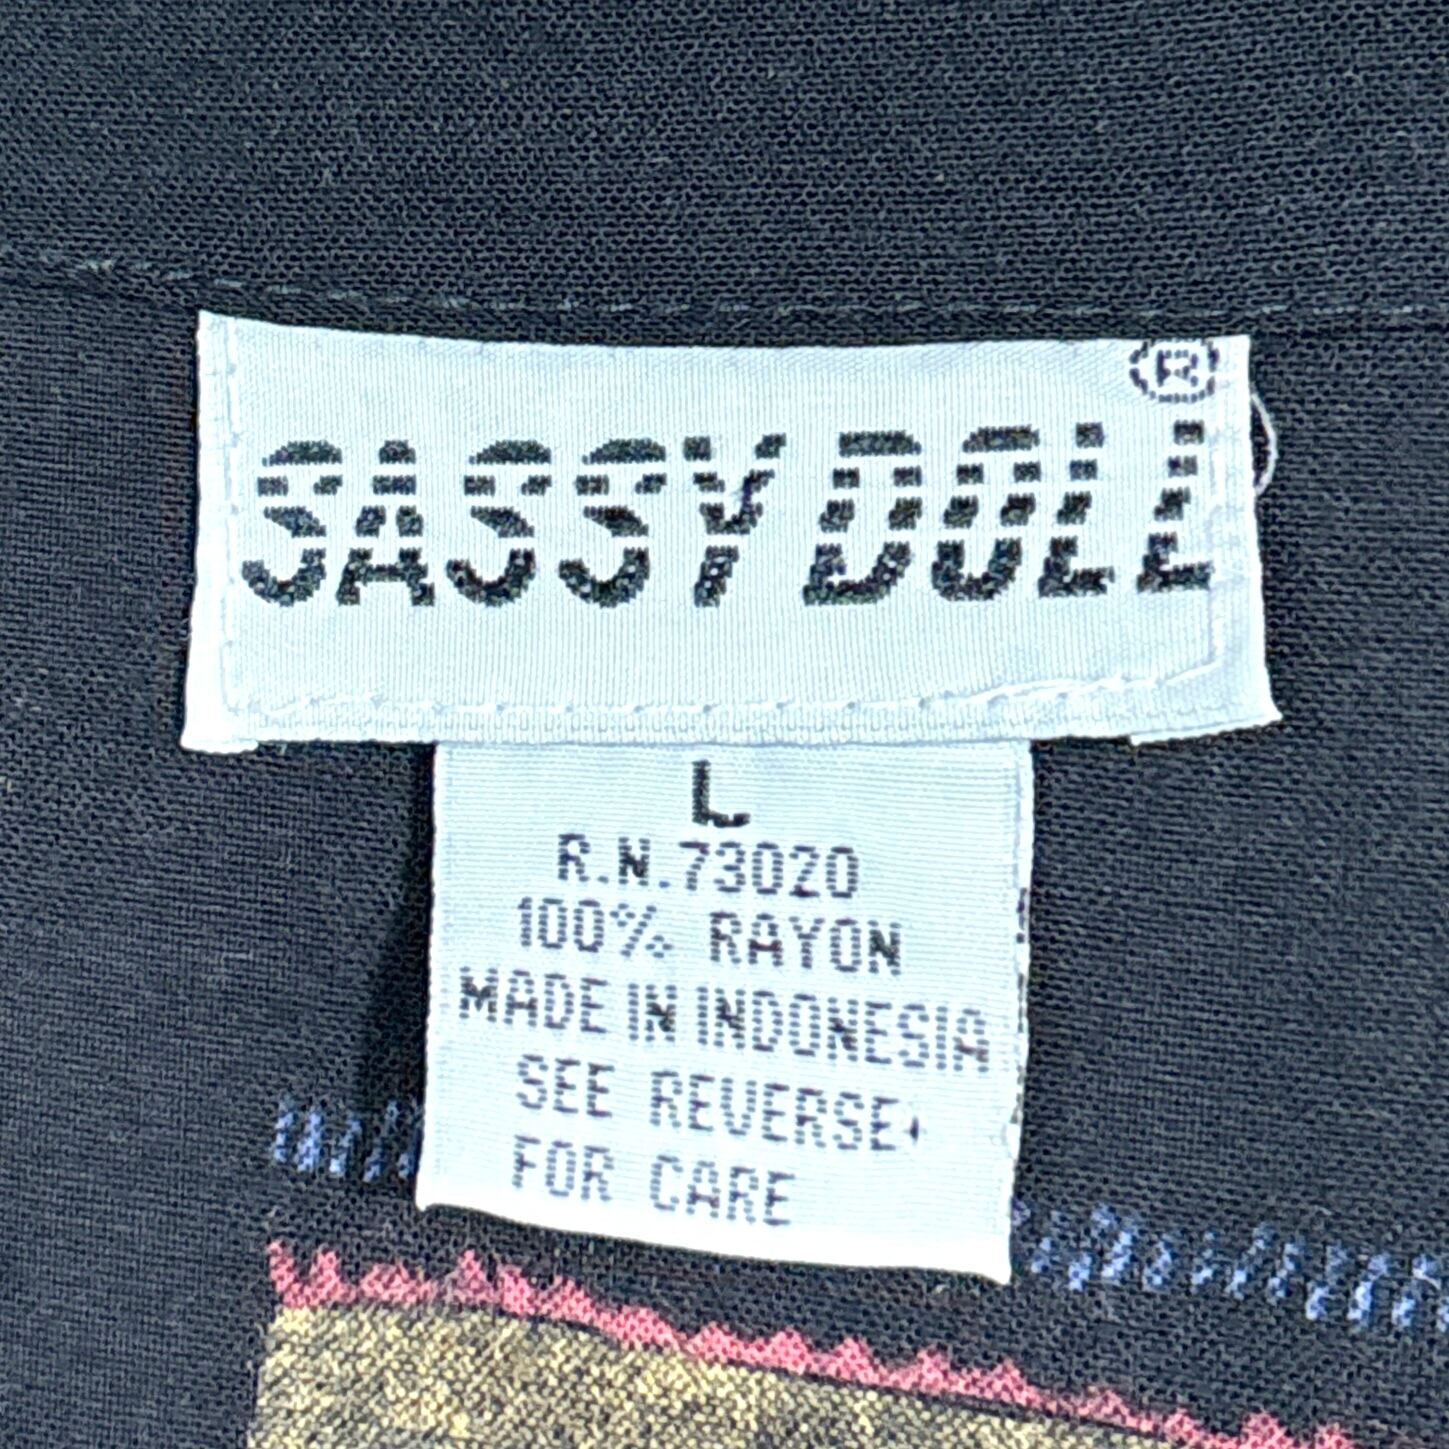 ®
SASSY DOLL
L
R.N.73020
100% RAYON
MADE IN INDONESIA
SEE REVERSE
FOR CARE